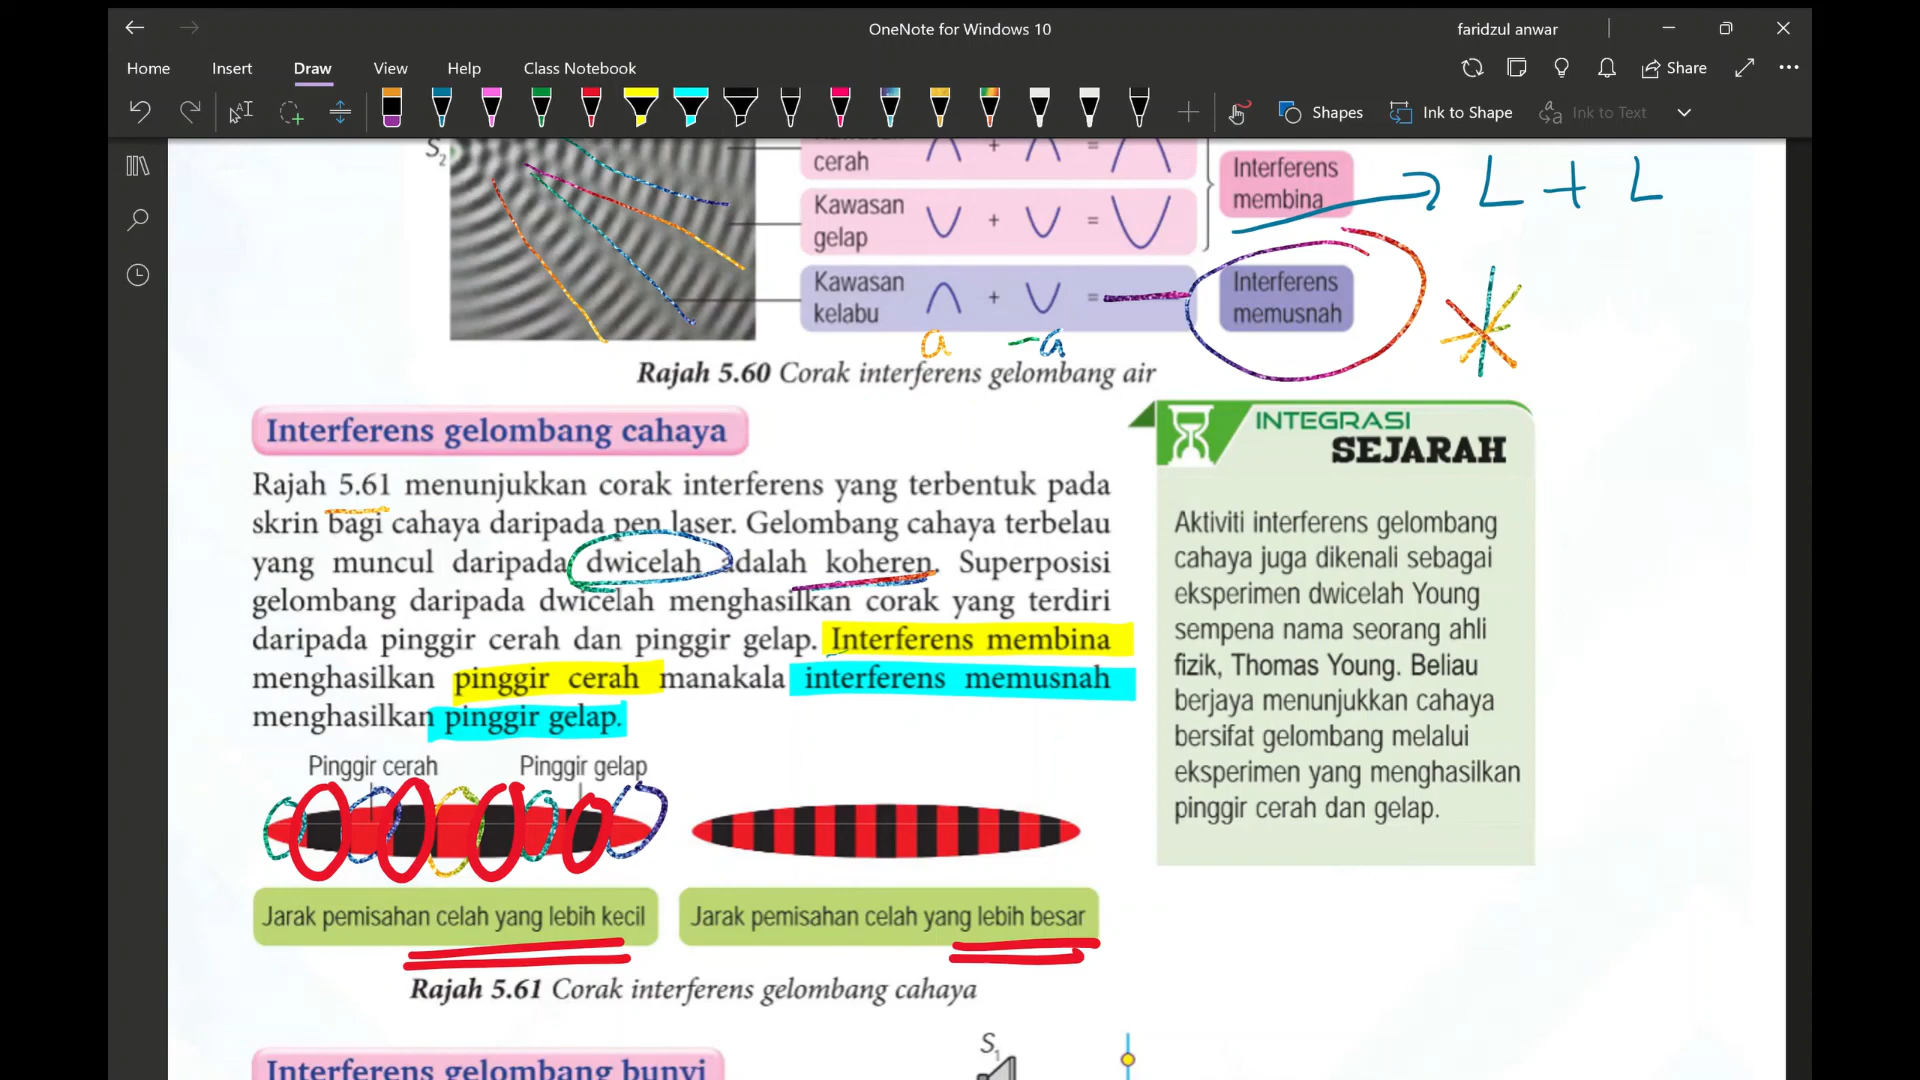 OneNote for Windows 10
faridzul anwar
Home Insert Draw View Help Class Notebook
Share
Shapes Ink to Shape Ink to Text
S2
cerah + =
Interferens
membina
L + L
Kawasan
gelap
+ =
Kawasan
kelabu
+ =
Interferens
memusnah
a -a
Rajah 5.60 Corak interferens gelombang air
Interferens gelombang cahaya
Rajah 5.61 menunjukkan corak interferens yang terbentuk pada
skrin bagi cahaya daripada pen laser. Gelombang cahaya terbelau
yang muncul daripada dwicelah adalah koheren. Superposisi
gelombang daripada dwicelah menghasilkan corak yang terdiri
daripada pinggir cerah dan pinggir gelap. Interferens membina
menghasilkan pinggir cerah manakala interferens memusnah
menghasilkan pinggir gelap.
Pinggir cerah Pinggir gelap
Jarak pemisahan celah yang lebih kecil
Jarak pemisahan celah yang lebih besar
Rajah 5.61 Corak interferens gelombang cahaya
INTEGRASI
SEJARAH
Aktiviti interferens gelombang
cahaya juga dikenali sebagai
eksperimen dwicelah Young
sempena nama seorang ahli
fizik, Thomas Young. Beliau
berjaya menunjukkan cahaya
bersifat gelombang melalui
eksperimen yang menghasilkan
pinggir cerah dan gelap.
Interferens gelombang bunyi
S1